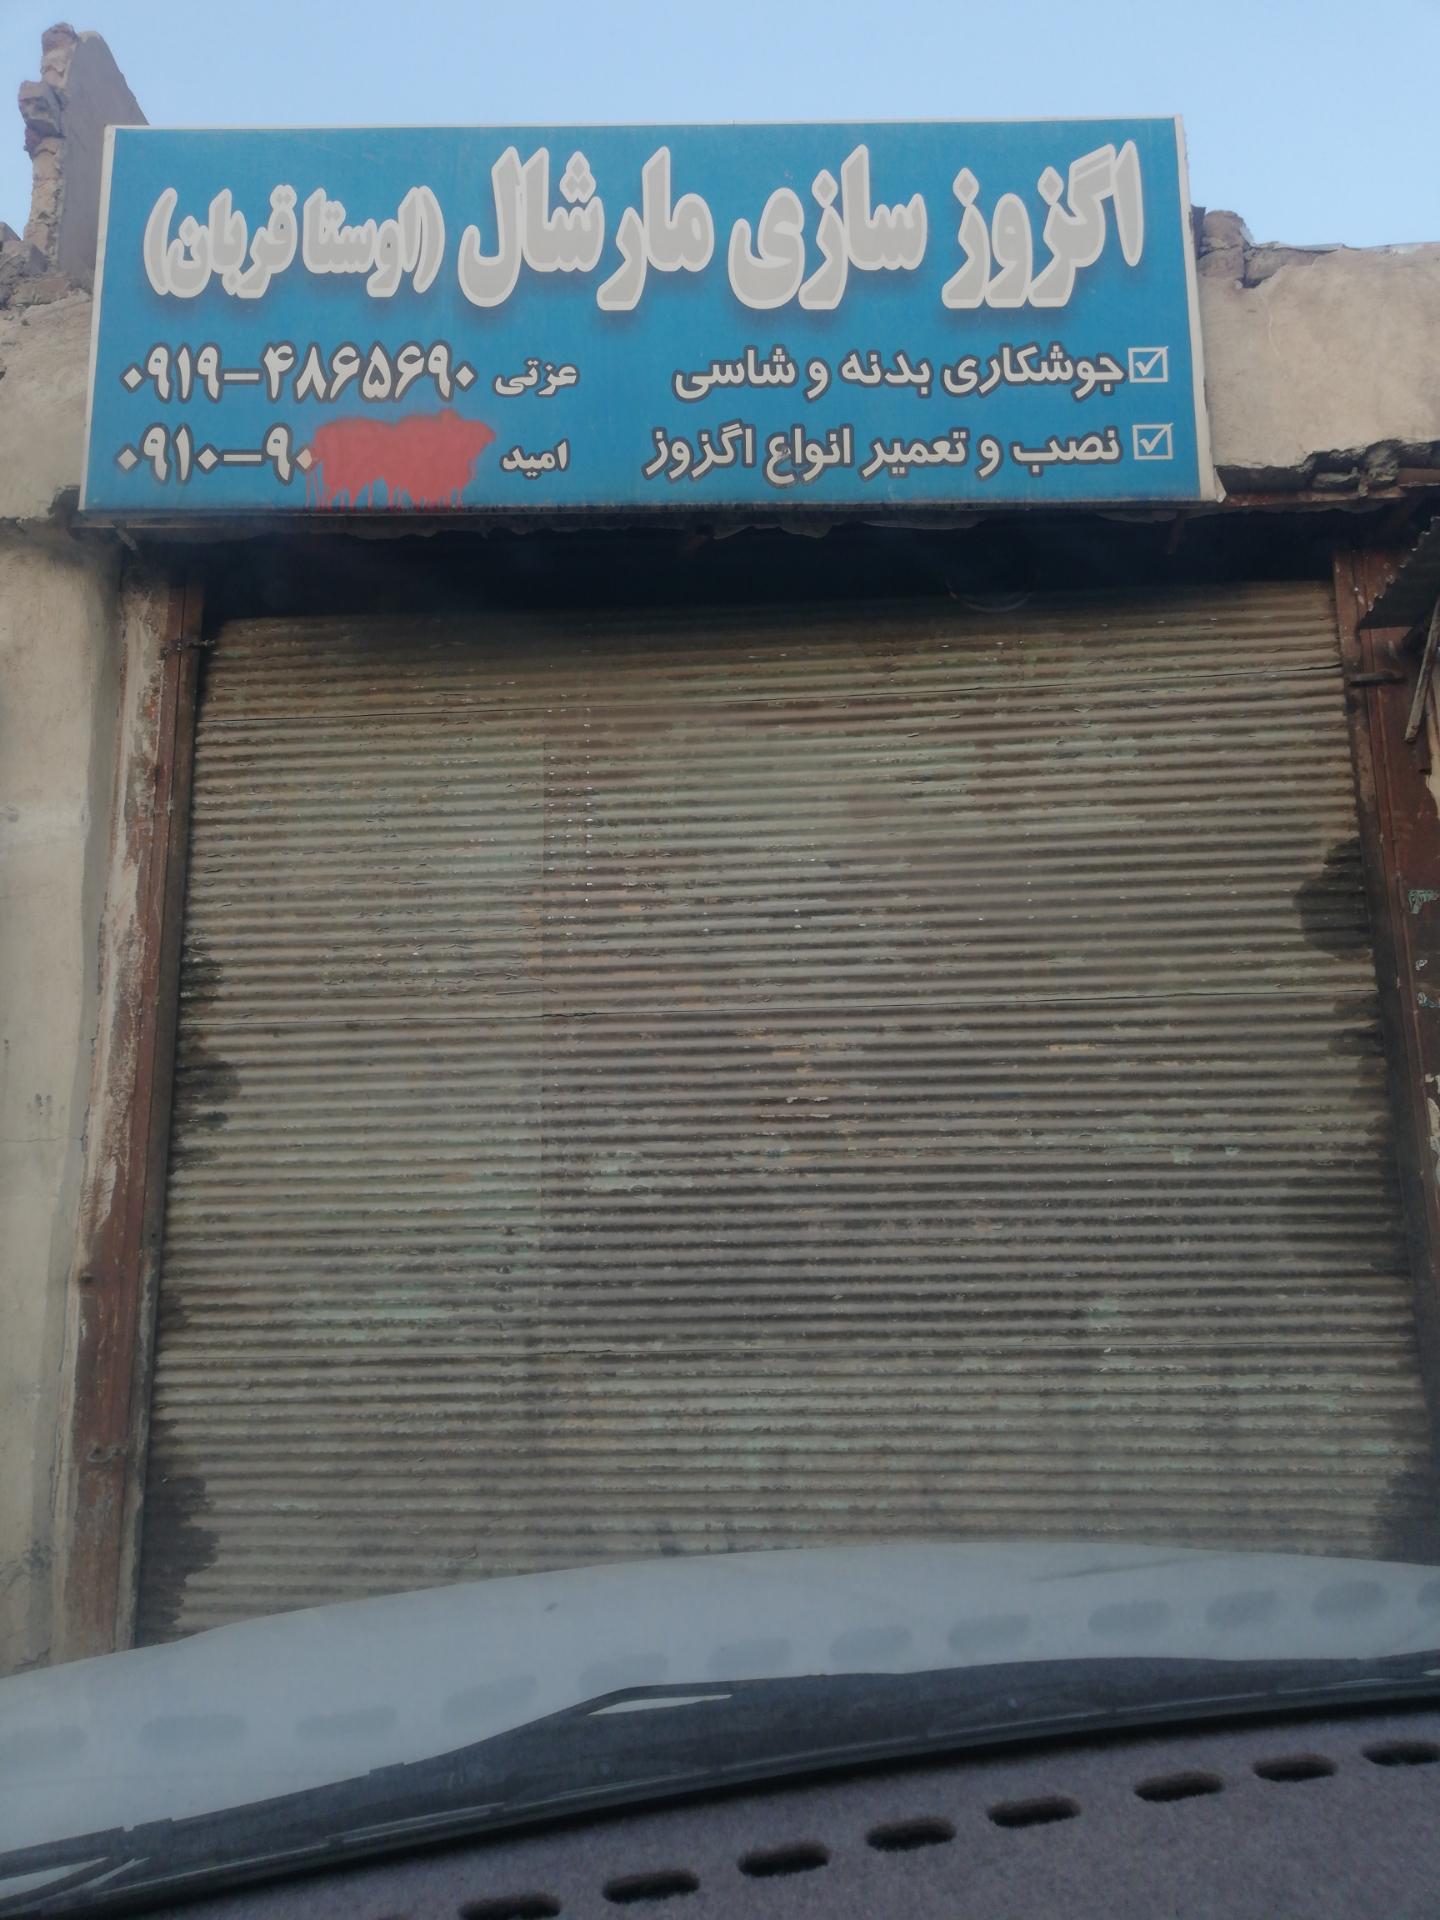 اگزوز سازی مارشال (اوستا قربان)
جوشکاری بدنه و شاسی
عزتی ۰۹۱۹-۴۸۶۵۶۹۰
نصب و تعمیر انواع اگزوز
امید ۰۹۱۰-۹۰